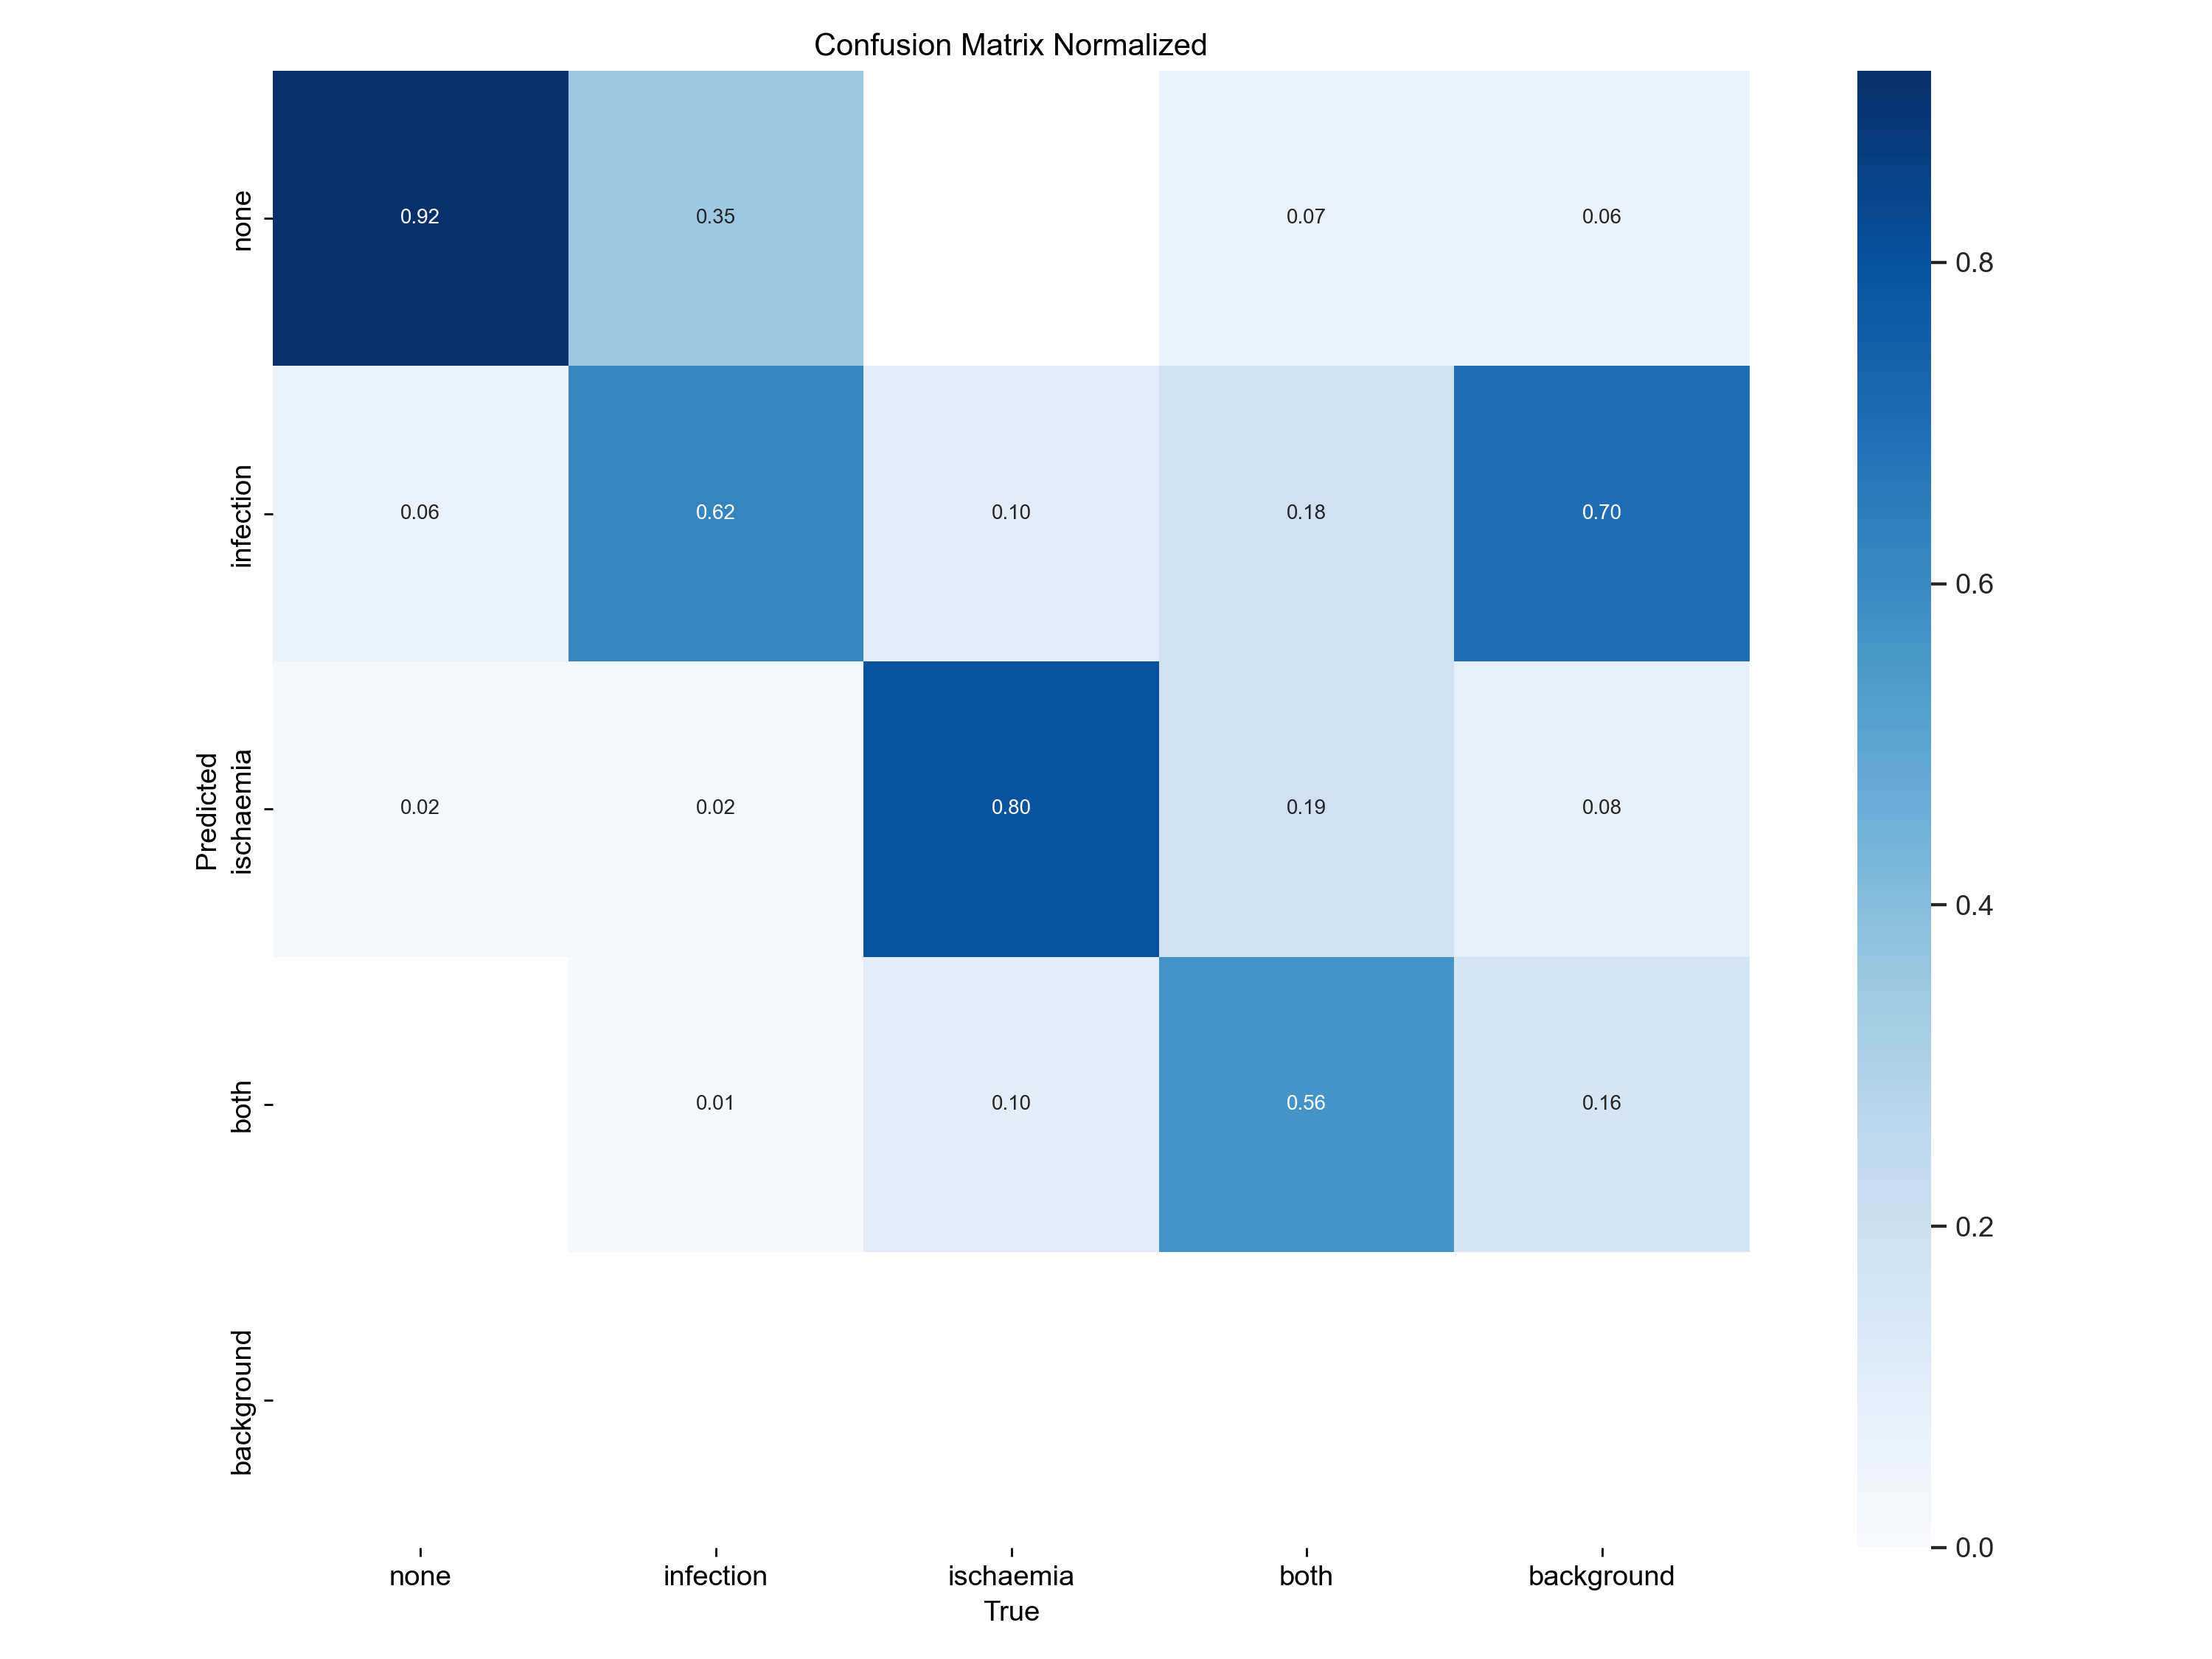 Confusion Matrix Normalized
none
0.92
0.35
0.07
0.06
infection
0.06
0.62
0.10
0.18
0.70
Predicted
ischaemia
0.02
0.02
0.80
0.19
0.08
both
0.01
0.10
0.56
0.16
background
none
infection
ischaemia
both
background
True
0.8
0.6
0.4
0.2
0.0